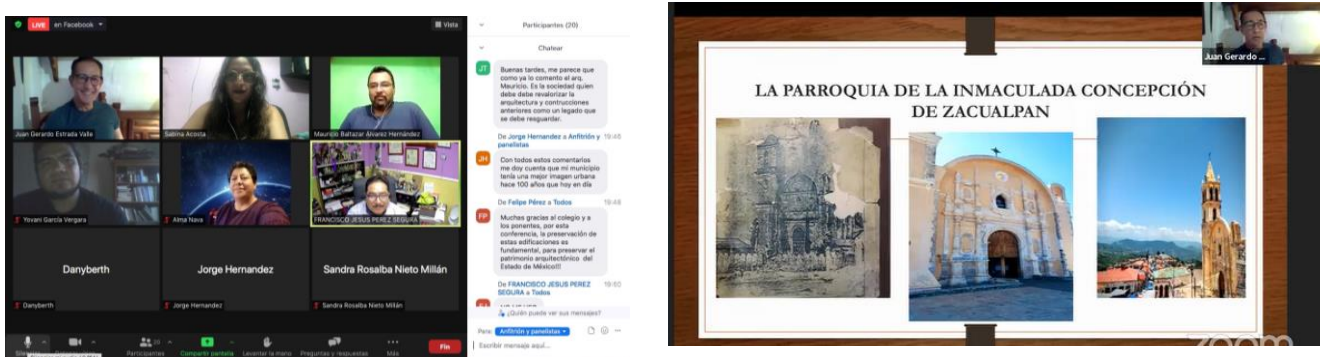 LIVE en Facebook
Vista
Juan Gerardo Estrada Valle
Sabina Acosta
Mauricio Baltazar Álvarez Hernández
Yovani García Vergara
Alma Nava
FRANCISCO JESUS PEREZ SEGURA
Danyberth
Jorge Hernandez
Sandra Rosalba Nieto Millán
Danyberth
Jorge Hernandez
Sandra Rosalba Nieto Millán
Participantes
Compartir pantalla
Levantar la mano
Preguntas y respuestas
Más
Fin
Participantes (20)
Chatear
JT
Buenas tardes, me parece que
como ya lo comento el arq.
Mauricio. Es la sociedad quien
debe debe revalorizar la
arquitectura y contrucciones
anteriores como un legado que
se debe resguardar.
De Jorge Hernandez a Anfitrión y 19:48
panelistas
JH
Con todos estos comentarios
me doy cuenta que mi municipio
tenía una mejor imagen urbana
hace 100 años que hoy en día
De Felipe Pérez a Todos 19:48
FP
Muchas gracias al colegio y a
los ponentes, por esta
conferencia, la preservación de
estas edificaciones es
fundamental, para preservar el
patrimonio arquitectónico del
Estado de México!!!
De FRANCISCO JESUS PEREZ 19:50
SEGURA a Todos
¿Quién puede ver sus mensajes?
Para: Anfitrión y panelistas
Escribir mensaje aquí...
Juan Gerardo ...
LA PARROQUIA DE LA INMACULADA CONCEPCIÓN
DE ZACUALPAN
zoom